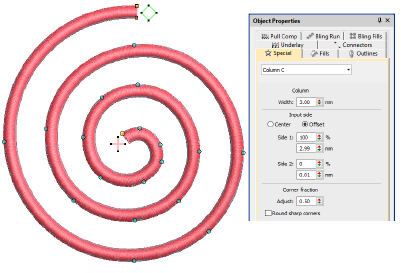 Object Properties
Pull Comp Bling Run Bling Fills
Underlay Connectors
Special Fills Outlines
Column C
Column
Width: 3.00 mm
Input side
Center Offset
Side 1: 100 %
2.99 mm
Side 2: 0 %
0.01 mm
Corner fraction
Adjust: 0.50
Round sharp corners